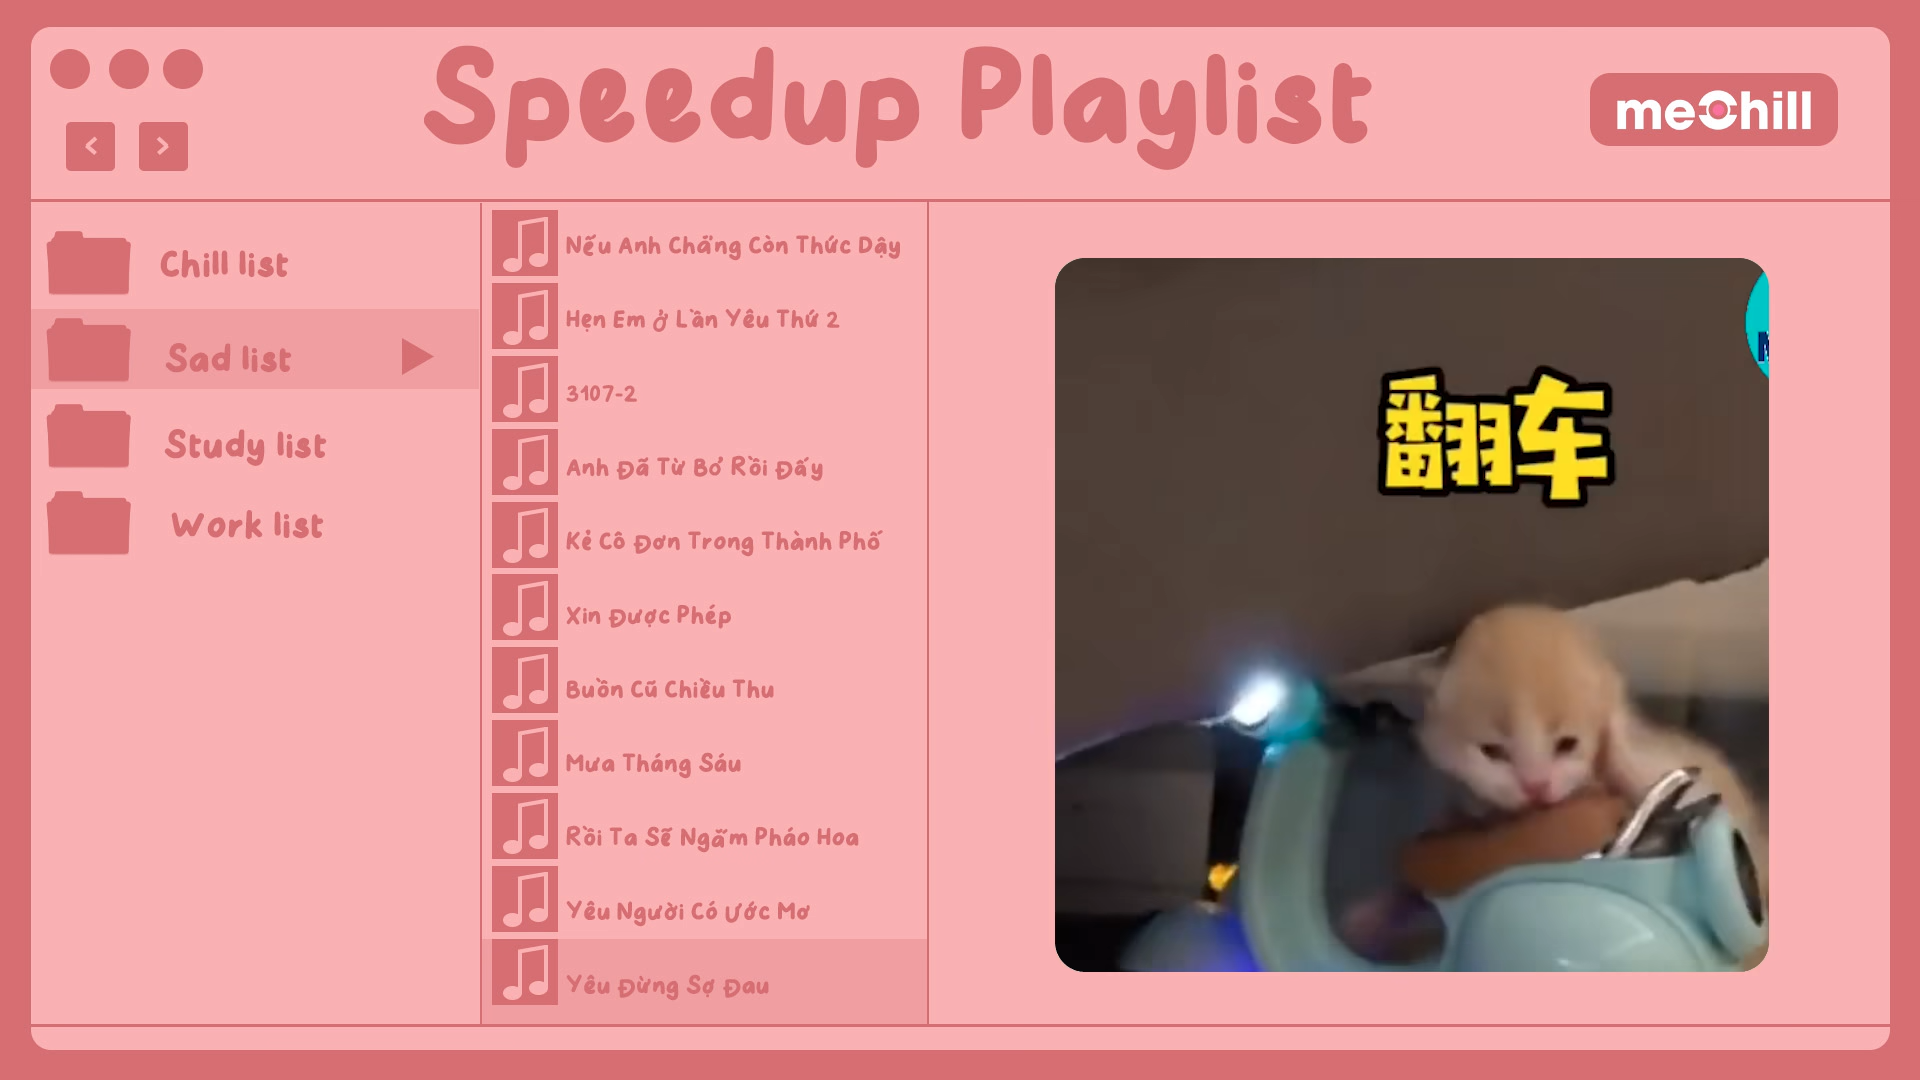 Speedup Playlist
meChill
Chill list
Sad list
Study list
Work list
Nếu Anh Chẳng Còn Thức Dậy
Hẹn Em ở Lần Yêu Thứ 2
3107-2
Anh Đã Từ Bỏ Rồi Đấy
Kẻ Cô Đơn Trong Thành Phố
Xin Được Phép
Buồn Cũ Chiều Thu
Mưa Tháng Sáu
Rồi Ta Sẽ Ngắm Pháo Hoa
Yêu Người Có Ước Mơ
Yêu Đừng Sợ Đau
翻车